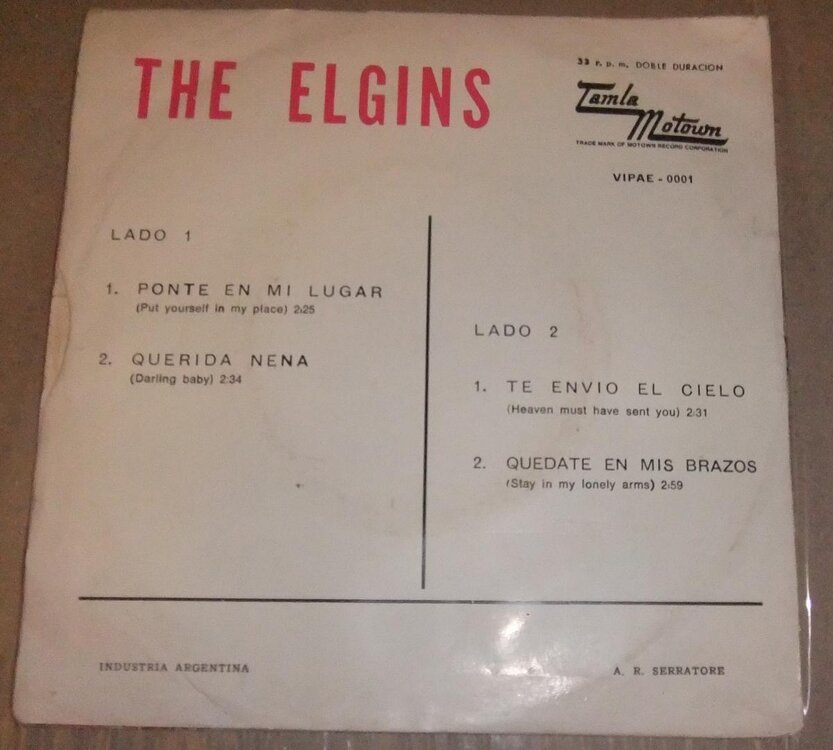 THE ELGINS
33 r. p. m. DOBLE DURACION
Tamla
Motown
TRADE MARK OF MOTOWN RECORD CORPORATION
VIPAE - 0001
LADO 1
1. PONTE EN MI LUGAR
(Put yourself in my place) 2:25
2. QUERIDA NENA
(Darling baby) 2:34
LADO 2
1. TE ENVIO EL CIELO
(Heaven must have sent you) 2:31
2. QUEDATE EN MIS BRAZOS
(Stay in my lonely arms) 2:59
INDUSTRIA ARGENTINA
A. R. SERRATORE